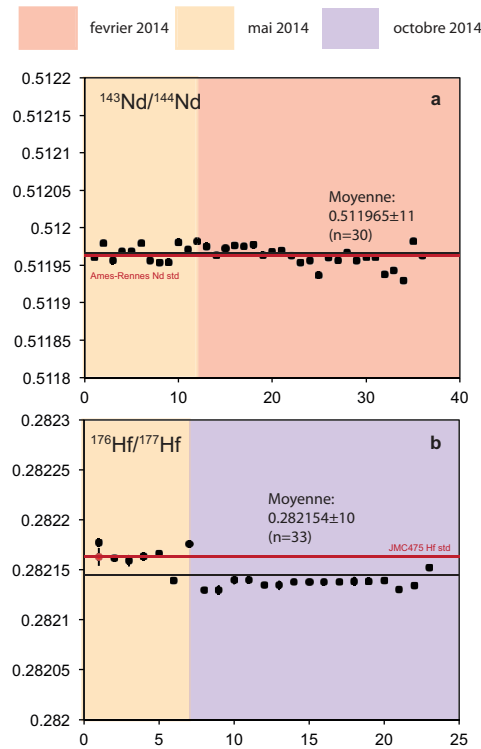 fevrier 2014 mai 2014 octobre 2014
0.5122
0.51215
0.5121
0.51205
0.512
0.51195
0.5119
0.51185
0.5118
¹⁴³Nd/¹⁴⁴Nd
a
Moyenne:
0.511965±11
(n=30)
Ames-Rennes Nd std
0 10 20 30 40
0.2823
0.28225
0.2822
0.28215
0.2821
0.28205
0.282
¹⁷⁶Hf/¹⁷⁷Hf
b
Moyenne:
0.282154±10
(n=33)
JMC475 Hf std
0 5 10 15 20 25